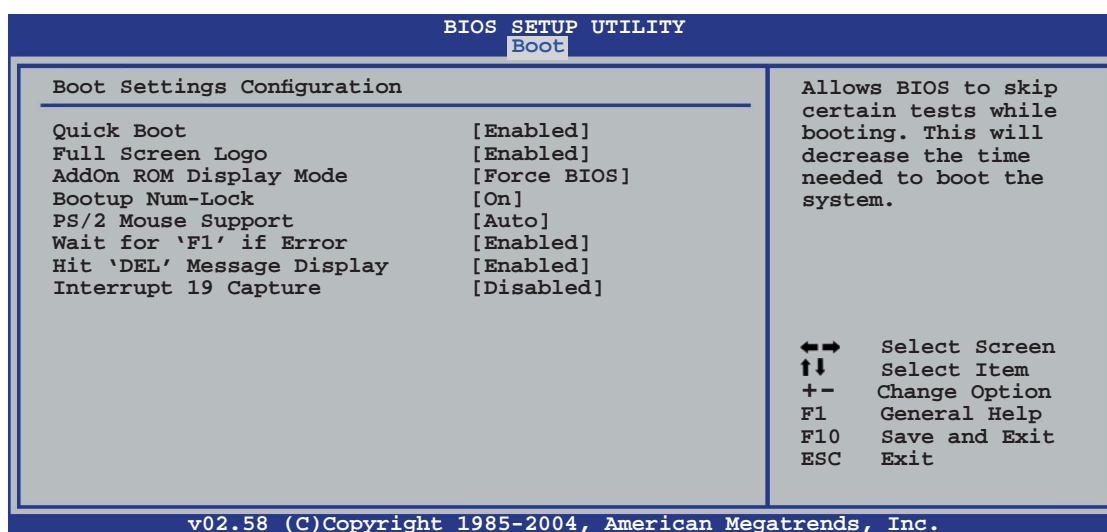 BIOS SETUP UTILITY
Boot
Boot Settings Configuration
Quick Boot [Enabled]
Full Screen Logo [Enabled]
AddOn ROM Display Mode [Force BIOS]
Bootup Num-Lock [On]
PS/2 Mouse Support [Auto]
Wait for ‘F1’ if Error [Enabled]
Hit ‘DEL’ Message Display [Enabled]
Interrupt 19 Capture [Disabled]
Allows BIOS to skip
certain tests while
booting. This will
decrease the time
needed to boot the
system.
←→ Select Screen
↑↓ Select Item
+- Change Option
F1 General Help
F10 Save and Exit
ESC Exit
v02.58 (C)Copyright 1985-2004, American Megatrends, Inc.